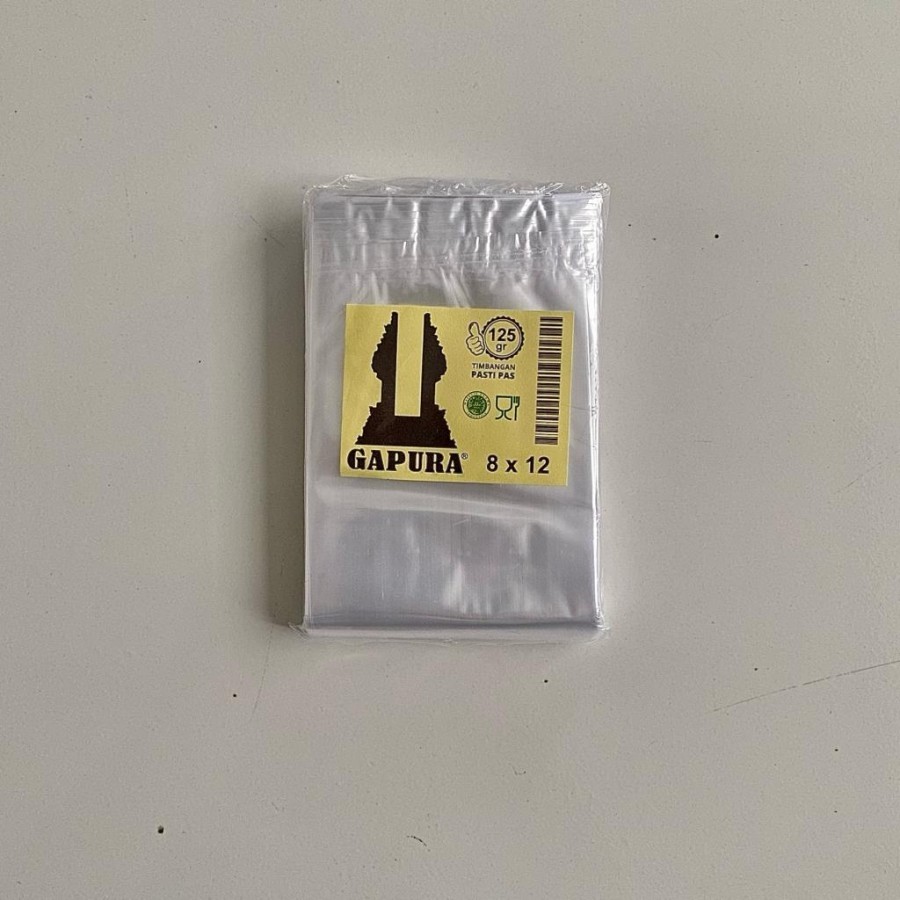 125
gr
TIMBANGAN
PASTI PAS
GAPURA®
8 x 12